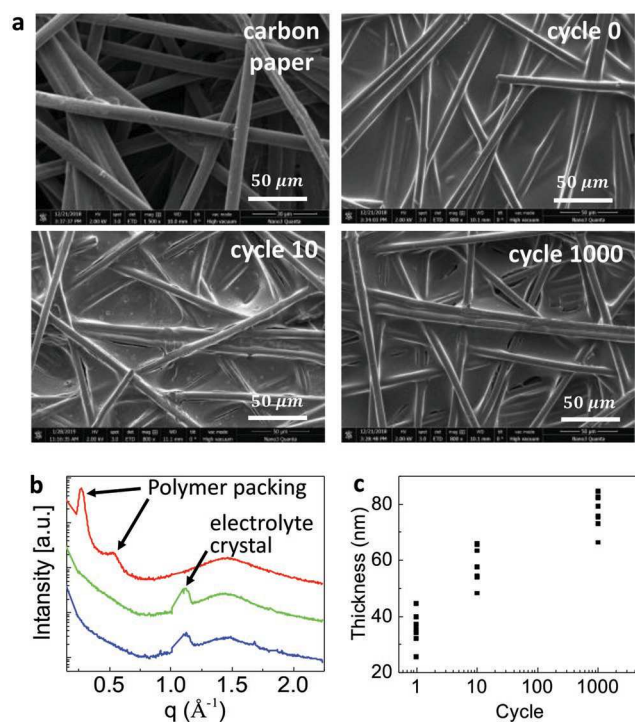 a
carbon
paper
50 μm
cycle 0
50 μm
cycle 10
50 μm
cycle 1000
50 μm
b
Polymer packing
electrolyte
crystal
Intansity [a.u.]
0.5 1.0 1.5 2.0
q (Å⁻¹)
c
Thickness (nm)
80
60
40
20
1 10 100 1000
Cycle